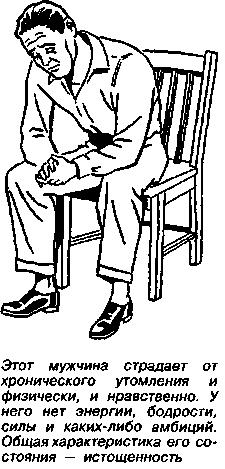 Этот мужчина страдает от
хронического утомления и
физически, и нравственно. У
него нет энергии, бодрости,
силы и каких-либо амбиций.
Общая характеристика его со-
стояния — истощенность